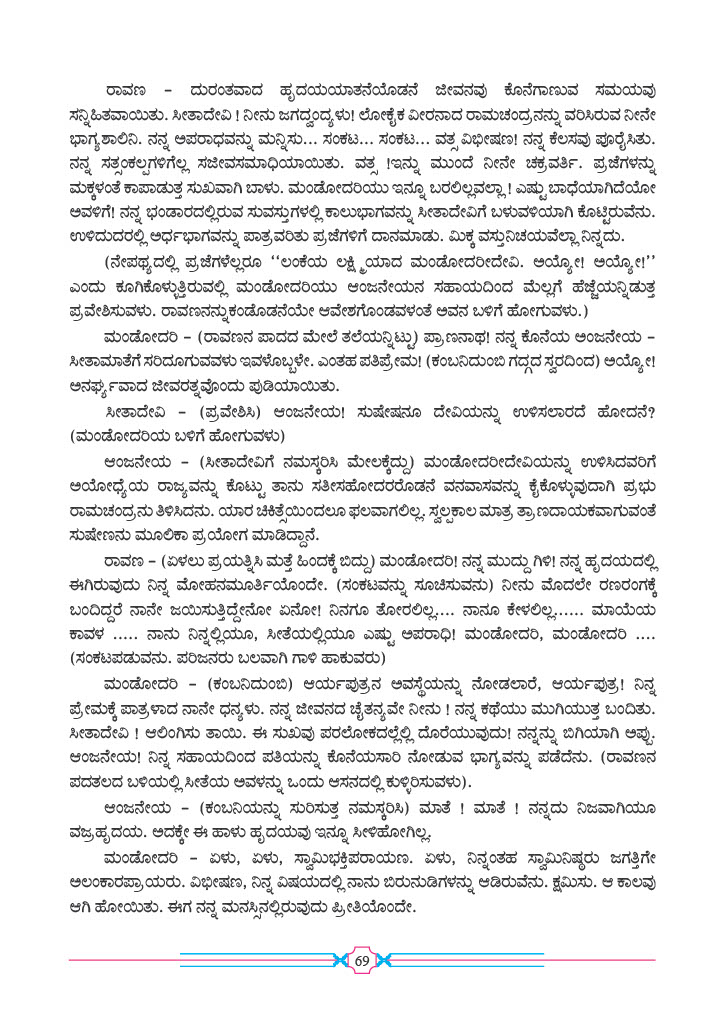 ರಾವಣ – ದುರಂತವಾದ ಹೃದಯಯಾತನೆಯೊಡನೆ ಜೀವನವು ಕೊನೆಗಾಣುವ ಸಮಯವು
ಸನ್ನಿಹಿತವಾಯಿತು. ಸೀತಾದೇವಿ ! ನೀನು ಜಗದ್ವಂದ್ಯಳು! ಲೋಕೈಕ ವೀರನಾದ ರಾಮಚಂದ್ರನನ್ನು ವರಿಸಿರುವ ನೀನೇ
ಭಾಗ್ಯಶಾಲಿನಿ. ನನ್ನ ಅಪರಾಧವನ್ನು ಮನ್ನಿಸು... ಸಂಕಟ... ಸಂಕಟ... ವತ್ಸ ವಿಭೀಷಣ! ನನ್ನ ಕೆಲಸವು ಪೂರೈಸಿತು.
ನನ್ನ ಸತ್ಸಂಕಲ್ಪಗಳಿಗೆಲ್ಲ ಸಜೀವಸಮಾಧಿಯಾಯಿತು. ವತ್ಸ !ಇನ್ನು ಮುಂದೆ ನೀನೇ ಚಕ್ರವರ್ತಿ. ಪ್ರಜೆಗಳನ್ನು
ಮಕ್ಕಳಂತೆ ಕಾಪಾಡುತ್ತ ಸುಖವಾಗಿ ಬಾಳು. ಮಂಡೋದರಿಯು ಇನ್ನೂ ಬರಲಿಲ್ಲವಲ್ಲಾ ! ಎಷ್ಟು ಬಾಧೆಯಾಗಿದೆಯೋ
ಅವಳಿಗೆ! ನನ್ನ ಭಂಡಾರದಲ್ಲಿರುವ ಸುವಸ್ತುಗಳಲ್ಲಿ ಕಾಲುಭಾಗವನ್ನು ಸೀತಾದೇವಿಗೆ ಬಳುವಳಿಯಾಗಿ ಕೊಟ್ಟಿರುವೆನು.
ಉಳಿದುದರಲ್ಲಿ ಅರ್ಧಭಾಗವನ್ನು ಪಾತ್ರವರಿತು ಪ್ರಜೆಗಳಿಗೆ ದಾನಮಾಡು. ಮಿಕ್ಕ ವಸ್ತುನಿಚಯವೆಲ್ಲಾ ನಿನ್ನದು.
(ನೇಪಥ್ಯದಲ್ಲಿ ಪ್ರಜೆಗಳೆಲ್ಲರೂ ‘‘ಲಂಕೆಯ ಲಕ್ಷ್ಮಿಯಾದ ಮಂಡೋದರೀದೇವಿ. ಅಯ್ಯೋ! ಅಯ್ಯೋ!’’
ಎಂದು ಕೂಗಿಕೊಳ್ಳುತ್ತಿರುವಲ್ಲಿ ಮಂಡೋದರಿಯು ಆಂಜನೇಯನ ಸಹಾಯದಿಂದ ಮೆಲ್ಲಗೆ ಹೆಜ್ಜೆಯನ್ನಿಡುತ್ತ
ಪ್ರವೇಶಿಸುವಳು. ರಾವಣನನ್ನು ಕಂಡೊಡನೆಯೇ ಆವೇಶಗೊಂಡವಳಂತೆ ಅವನ ಬಳಿಗೆ ಹೋಗುವಳು.)
ಮಂಡೋದರಿ – (ರಾವಣನ ಪಾದದ ಮೇಲೆ ತಲೆಯನ್ನಿಟ್ಟು) ಪ್ರಾಣನಾಥ! ನನ್ನ ಕೊನೆಯ ಅಂಜನೇಯ –
ಸೀತಾಮಾತೆಗೆ ಸರಿದೂಗುವವಳು ಇವಳೊಬ್ಬಳೇ. ಎಂತಹ ಪತಿಪ್ರೇಮ! (ಕಂಬನಿದುಂಬಿ ಗದ್ಗದ ಸ್ವರದಿಂದ) ಅಯ್ಯೋ!
ಅನರ್ಘ್ಯವಾದ ಜೀವರತ್ನವೊಂದು ಪುಡಿಯಾಯಿತು.
ಸೀತಾದೇವಿ – (ಪ್ರವೇಶಿಸಿ) ಆಂಜನೇಯ! ಸುಷೇಷನೂ ದೇವಿಯನ್ನು ಉಳಿಸಲಾರದೆ ಹೋದನೆ?
(ಮಂಡೋದರಿಯ ಬಳಿಗೆ ಹೋಗುವಳು)
ಆಂಜನೇಯ – (ಸೀತಾದೇವಿಗೆ ನಮಸ್ಕರಿಸಿ ಮೇಲಕ್ಕೆದ್ದು) ಮಂಡೋದರೀದೇವಿಯನ್ನು ಉಳಿಸಿದವರಿಗೆ
ಅಯೋಧ್ಯೆಯ ರಾಜ್ಯವನ್ನು ಕೊಟ್ಟು ತಾನು ಸತೀಸಹೋದರರೊಡನೆ ವನವಾಸವನ್ನು ಕೈಕೊಳ್ಳುವುದಾಗಿ ಪ್ರಭು
ರಾಮಚಂದ್ರನು ತಿಳಿಸಿದನು. ಯಾರ ಚಿಕಿತ್ಸೆಯಿಂದಲೂ ಫಲವಾಗಲಿಲ್ಲ. ಸ್ವಲ್ಪಕಾಲ ಮಾತ್ರ ತ್ರಾಣದಾಯಕವಾಗುವಂತೆ
ಸುಷೇಣನು ಮೂಲಿಕಾ ಪ್ರಯೋಗ ಮಾಡಿದ್ದಾನೆ.
ರಾವಣ – (ಏಳಲು ಪ್ರಯತ್ನಿಸಿ ಮತ್ತೆ ಹಿಂದಕ್ಕೆ ಬಿದ್ದು) ಮಂಡೋದರಿ! ನನ್ನ ಮುದ್ದು ಗಿಳಿ! ನನ್ನ ಹೃದಯದಲ್ಲಿ
ಈಗಿರುವುದು ನಿನ್ನ ಮೋಹನಮೂರ್ತಿಯೊಂದೇ. (ಸಂಕಟವನ್ನು ಸೂಚಿಸುವನು) ನೀನು ಮೊದಲೇ ರಣರಂಗಕ್ಕೆ
ಬಂದಿದ್ದರೆ ನಾನೇ ಜಯಿಸುತ್ತಿದ್ದೇನೋ ಏನೋ! ನಿನಗೂ ತೋರಲಿಲ್ಲ.... ನಾನೂ ಕೇಳಲಿಲ್ಲ...... ಮಾಯೆಯ
ಕಾವಳ ..... ನಾನು ನಿನ್ನಲ್ಲಿಯೂ, ಸೀತೆಯಲ್ಲಿಯೂ ಎಷ್ಟು ಅಪರಾಧಿ! ಮಂಡೋದರಿ, ಮಂಡೋದರಿ ....
(ಸಂಕಟಪಡುವನು. ಪರಿಜನರು ಬಲವಾಗಿ ಗಾಳಿ ಹಾಕುವರು)
ಮಂಡೋದರಿ – (ಕಂಬನಿದುಂಬಿ) ಆರ್ಯಪುತ್ರನ ಅವಸ್ಥೆಯನ್ನು ನೋಡಲಾರೆ, ಆರ್ಯಪುತ್ರ! ನಿನ್ನ
ಪ್ರೇಮಕ್ಕೆ ಪಾತ್ರಳಾದ ನಾನೇ ಧನ್ಯಳು. ನನ್ನ ಜೀವನದ ಚೈತನ್ಯವೇ ನೀನು ! ನನ್ನ ಕಥೆಯು ಮುಗಿಯುತ್ತ ಬಂದಿತು.
ಸೀತಾದೇವಿ ! ಆಲಿಂಗಿಸು ತಾಯಿ. ಈ ಸುಖವು ಪರಲೋಕದಲ್ಲೆಲ್ಲಿ ದೊರೆಯುವುದು! ನನ್ನನ್ನು ಬಿಗಿಯಾಗಿ ಅಪ್ಪು.
ಆಂಜನೇಯ! ನಿನ್ನ ಸಹಾಯದಿಂದ ಪತಿಯನ್ನು ಕೊನೆಯಸಾರಿ ನೋಡುವ ಭಾಗ್ಯವನ್ನು ಪಡೆದೆನು. (ರಾವಣನ
ಪದತಲದ ಬಳಿಯಲ್ಲಿ ಸೀತೆಯ ಅವಳನ್ನು ಒಂದು ಆಸನದಲ್ಲಿ ಕುಳ್ಳಿರಿಸುವಳು).
ಆಂಜನೇಯ – (ಕಂಬನಿಯನ್ನು ಸುರಿಸುತ್ತ ನಮಸ್ಕರಿಸಿ) ಮಾತೆ ! ಮಾತೆ ! ನನ್ನದು ನಿಜವಾಗಿಯೂ
ವಜ್ರಹೃದಯ. ಅದಕ್ಕೇ ಈ ಹಾಳು ಹೃದಯವು ಇನ್ನೂ ಸೀಳಿಹೋಗಿಲ್ಲ.
ಮಂಡೋದರಿ – ಏಳು, ಏಳು, ಸ್ವಾಮಿಭಕ್ತಿಪರಾಯಣ. ಏಳು, ನಿನ್ನಂತಹ ಸ್ವಾಮಿನಿಷ್ಠರು ಜಗತ್ತಿಗೇ
ಅಲಂಕಾರಪ್ರಾಯರು. ವಿಭೀಷಣ, ನಿನ್ನ ವಿಷಯದಲ್ಲಿ ನಾನು ಬಿರುನುಡಿಗಳನ್ನು ಆಡಿರುವೆನು. ಕ್ಷಮಿಸು. ಆ ಕಾಲವು
ಆಗಿ ಹೋಯಿತು. ಈಗ ನನ್ನ ಮನಸ್ಸಿನಲ್ಲಿರುವುದು ಪ್ರೀತಿಯೊಂದೇ.
69